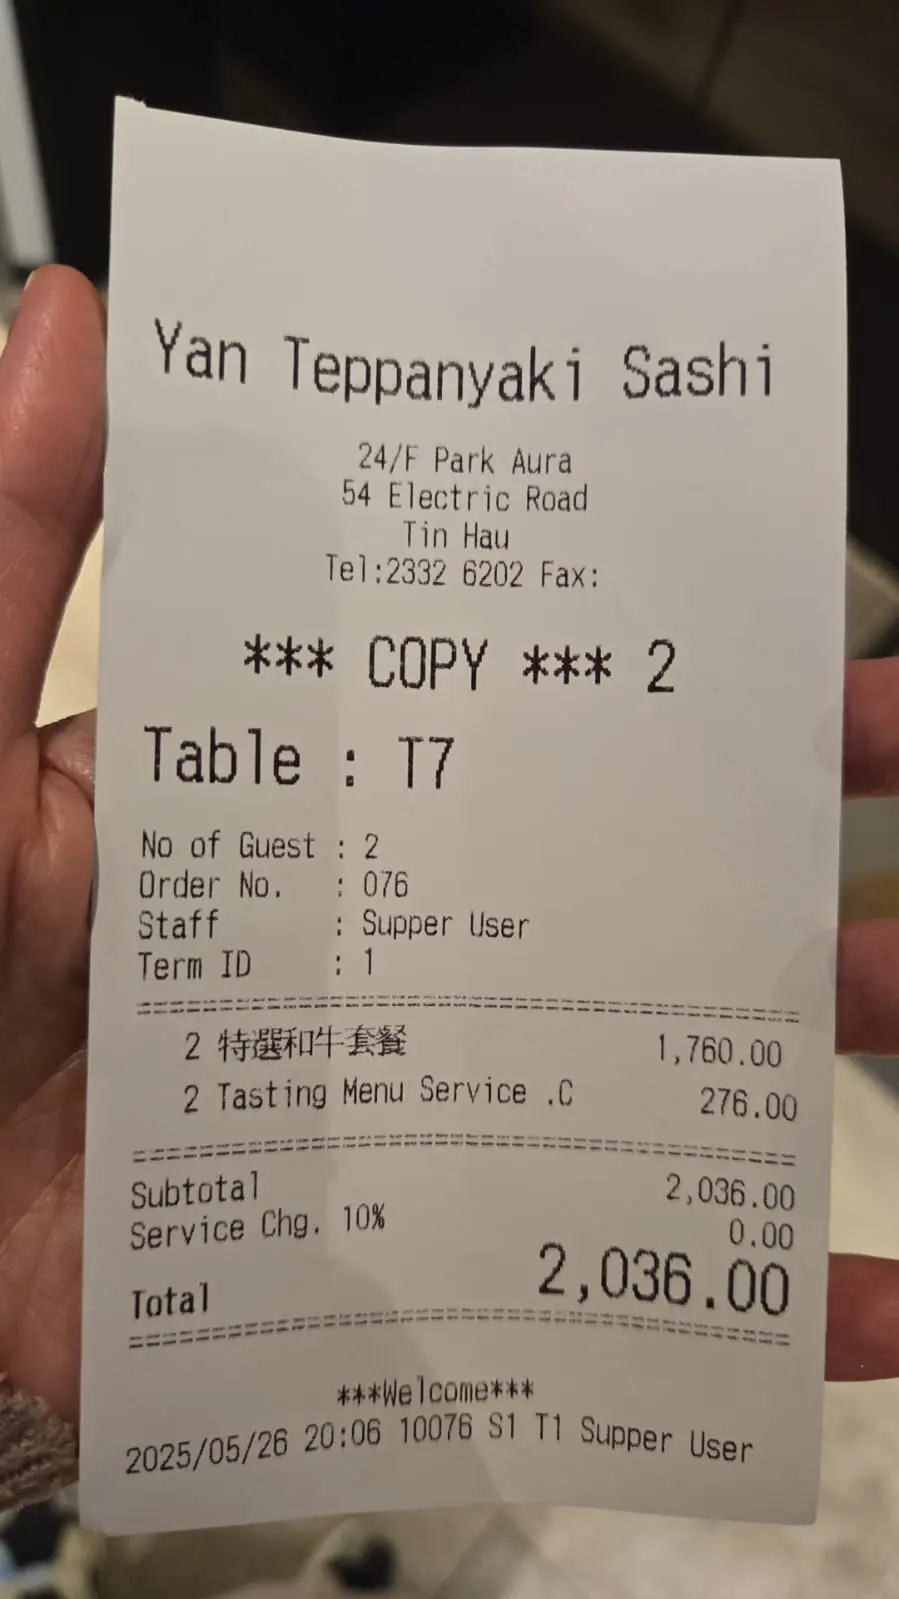 Yan Teppanyaki Sashi
24/F Park Aura
54 Electric Road
Tin Hau
Tel:2332 6202 Fax:
*** COPY *** 2
Table : T7
No of Guest : 2
Order No. : 076
Staff : Supper User
Term ID : 1
2 特選和牛套餐 1,760.00
2 Tasting Menu Service .C 276.00
Subtotal 2,036.00
Service Chg. 10% 0.00
Total 2,036.00
***Welcome***
2025/05/26 20:06 10076 S1 T1 Supper User